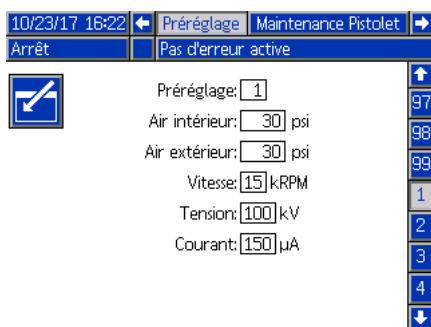 10/23/17 16:22 Préréglage Maintenance Pistolet
Arrêt Pas d'erreur active
Préréglage: 1
Air intérieur: 30 psi
Air extérieur: 30 psi
Vitesse: 15 kRPM
Tension: 100 kV
Courant: 150 µA
97
98
99
1
2
3
4